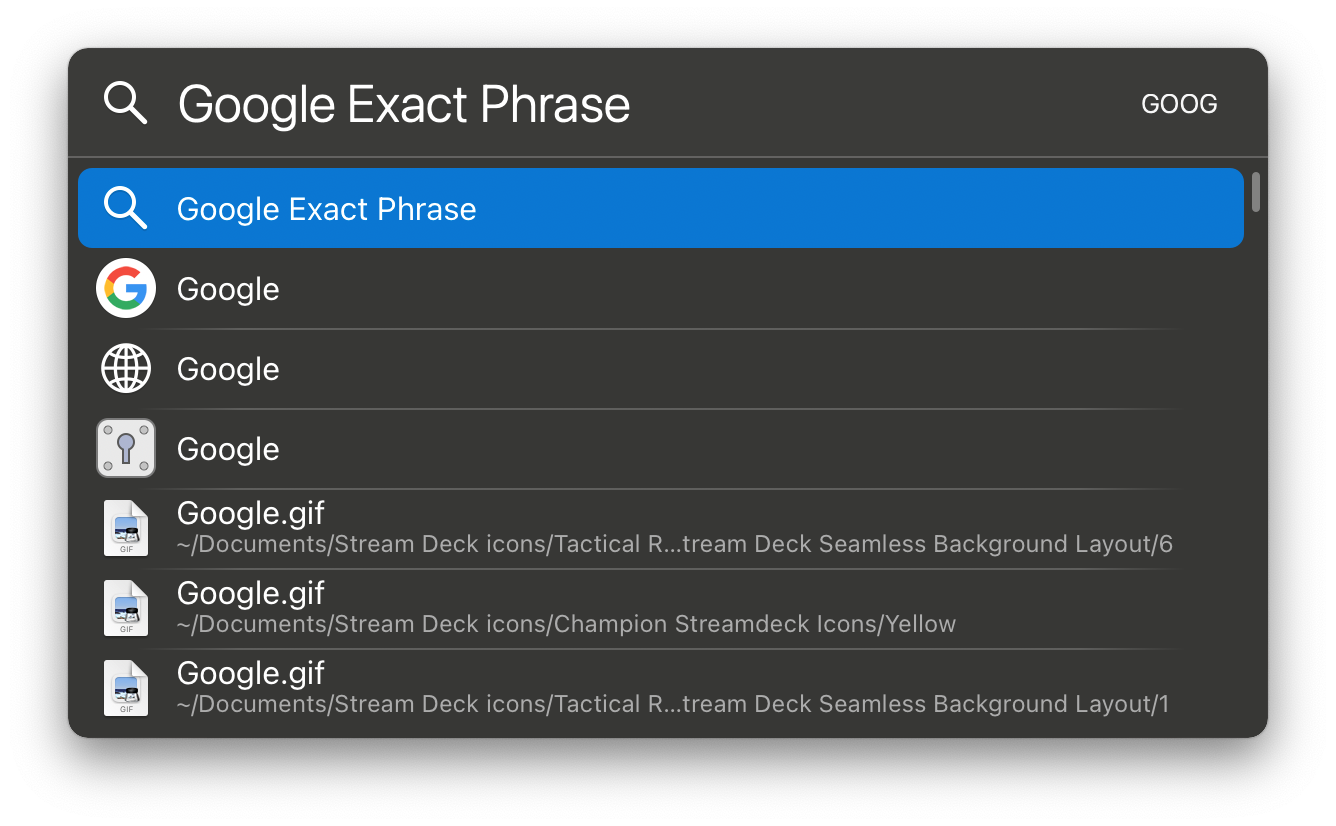 Google Exact Phrase GOOG
Google Exact Phrase
Google
Google
Google
Google.gif
~/Documents/Stream Deck icons/Tactical R...tream Deck Seamless Background Layout/6
GIF
Google.gif
~/Documents/Stream Deck icons/Champion Streamdeck Icons/Yellow
GIF
Google.gif
~/Documents/Stream Deck icons/Tactical R...tream Deck Seamless Background Layout/1
GIF